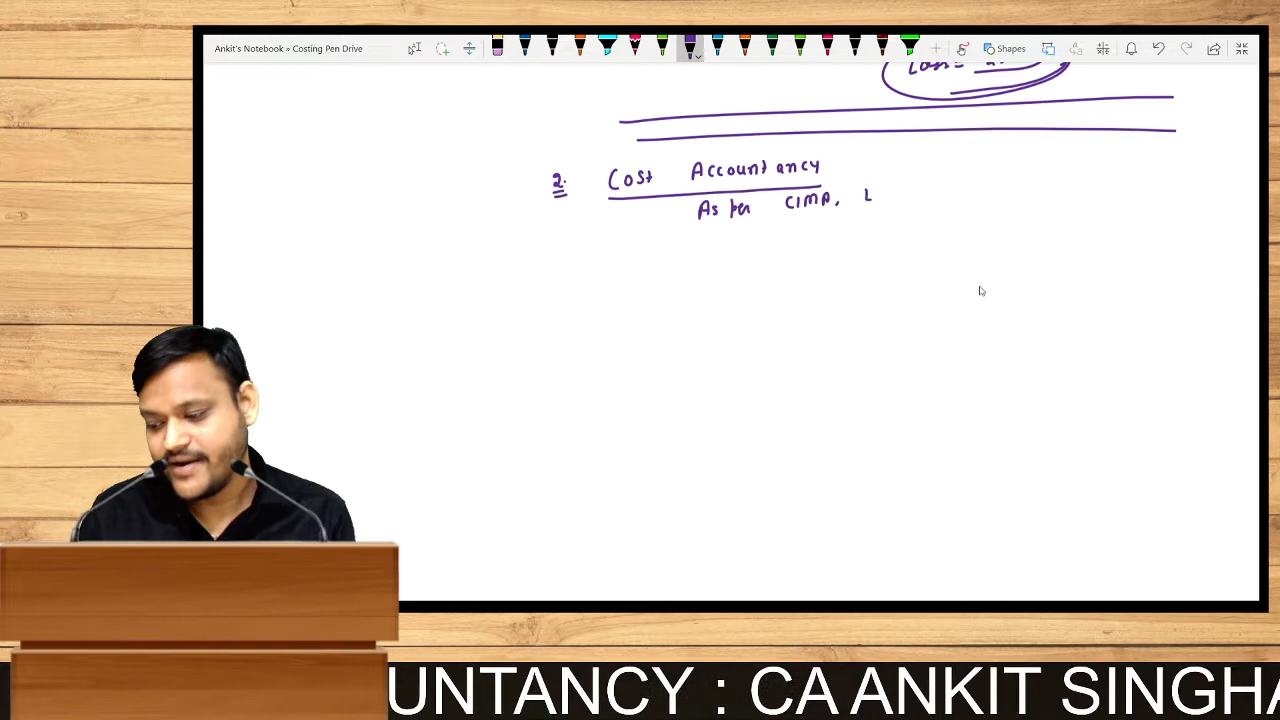 Ankit's Notebook » Costing Pen Drive
Shapes
2.
Cost Accountancy
As per CIMA, L
UNTANCY : CA ANKIT SINGHA